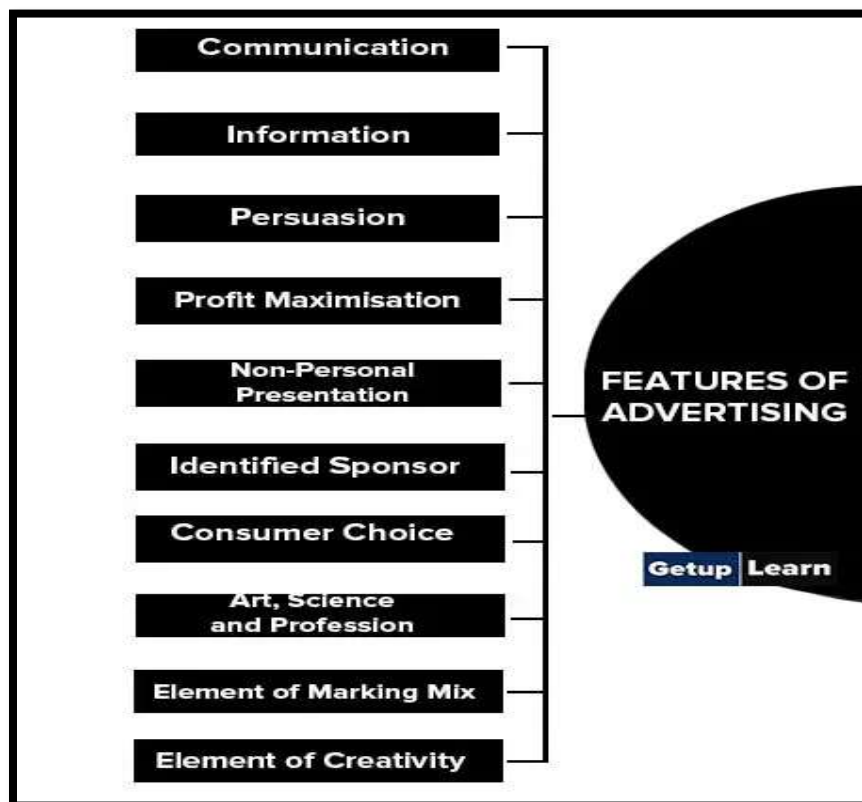 Communication
Information
Persuasion
Profit Maximisation
Non-Personal
Presentation
Identified Sponsor
Consumer Choice
Art, Science
and Profession
Element of Marking Mix
Element of Creativity
FEATURES OF
ADVERTISING
Getup Learn